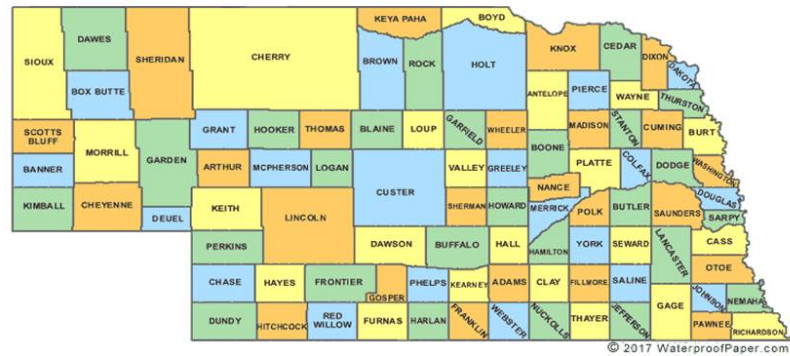 KEYA PAHA
BOYD
DAWES
SIOUX
SHERIDAN
CHERRY
BROWN
ROCK
HOLT
KNOX
CEDAR
DIXON
DAKOTA
BOX BUTTE
ANTELOPE
PIERCE
WAYNE
THURSTON
SCOTTS
BLUFF
MORRILL
GARDEN
GRANT
HOOKER
THOMAS
BLAINE
LOUP
GARFIELD
WHEELER
BOONE
MADISON
STANTON
CUMING
BURT
BANNER
ARTHUR
MCPHERSON
LOGAN
CUSTER
VALLEY
GREELEY
PLATTE
COLFAX
DODGE
WASHINGTON
NANCE
KIMBALL
CHEYENNE
DEUEL
KEITH
LINCOLN
SHERMAN
HOWARD
MERRICK
POLK
BUTLER
SAUNDERS
DOUGLAS
SARPY
PERKINS
DAWSON
BUFFALO
HALL
HAMILTON
YORK
SEWARD
LANCASTER
CASS
OTOE
CHASE
HAYES
FRONTIER
GOSPER
PHELPS
KEARNEY
ADAMS
CLAY
FILLMORE
SALINE
GAGE
JOHNSON
NEMAHA
DUNDY
HITCHCOCK
RED
WILLOW
FURNAS
HARLAN
FRANKLIN
WEBSTER
NUCKOLLS
THAYER
JEFFERSON
PAWNEE
RICHARDSON
© 2017 WaterproofPaper.com